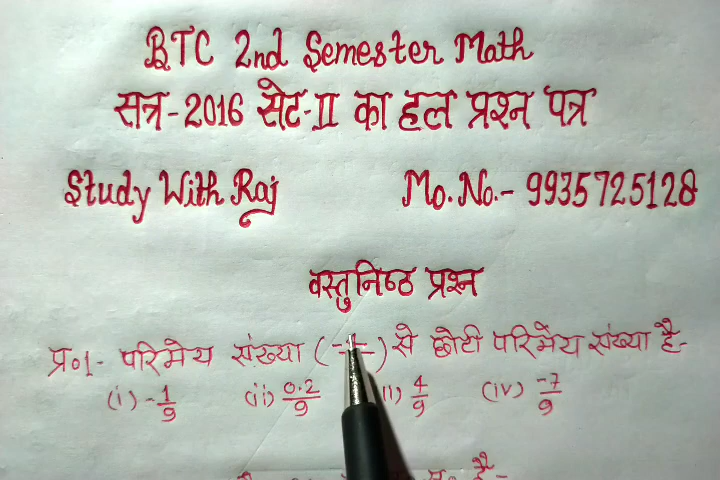 BTC 2nd Semester Math
सत्र-2016 सेट-II का हल प्रश्न पत्र
Study With Raj Mo.No.- 9935725128
वस्तुनिष्ठ प्रश्न
प्र०1- परिमेय संख्या ( ) से छोटी परिमेय संख्या है-
(i) -1/9 (ii) 0.2/9 4/9 (iv) -7/9
है-